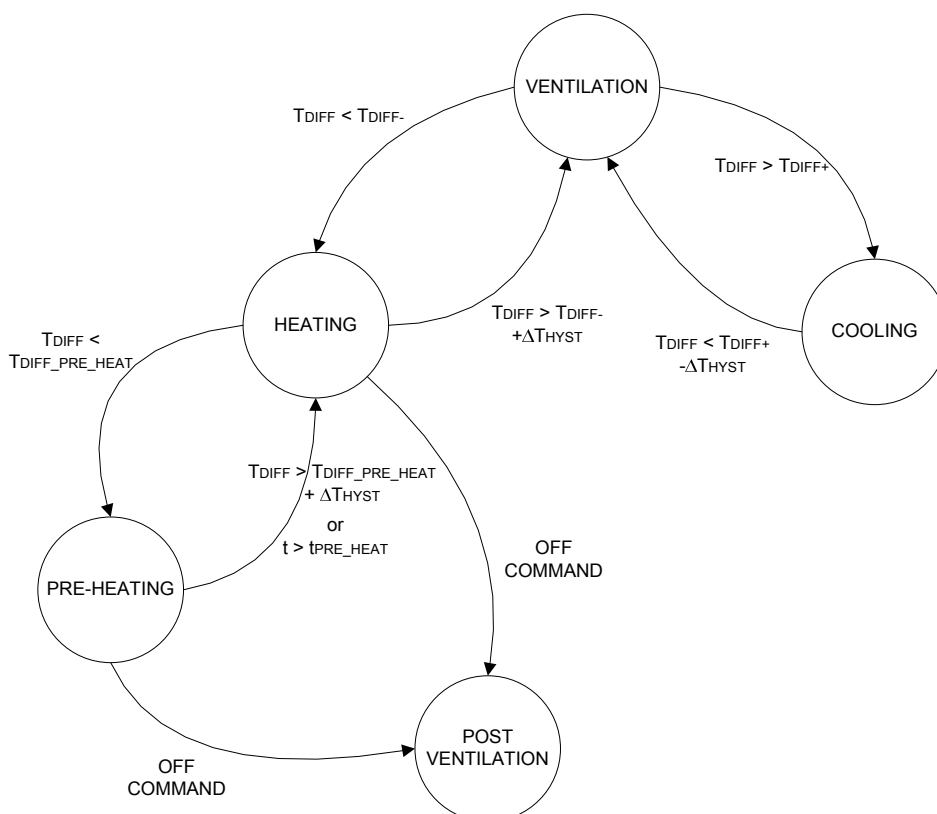 VENTILATION
TDIFF < TDIFF-
TDIFF > TDIFF+
HEATING
TDIFF > TDIFF-
+ΔTHYST
COOLING
TDIFF < TDIFF+
-ΔTHYST
TDIFF <
TDIFF_PRE_HEAT
TDIFF > TDIFF_PRE_HEAT
+ ΔTHYST
or
t > tPRE_HEAT
OFF
COMMAND
PRE-HEATING
POST
VENTILATION
OFF
COMMAND